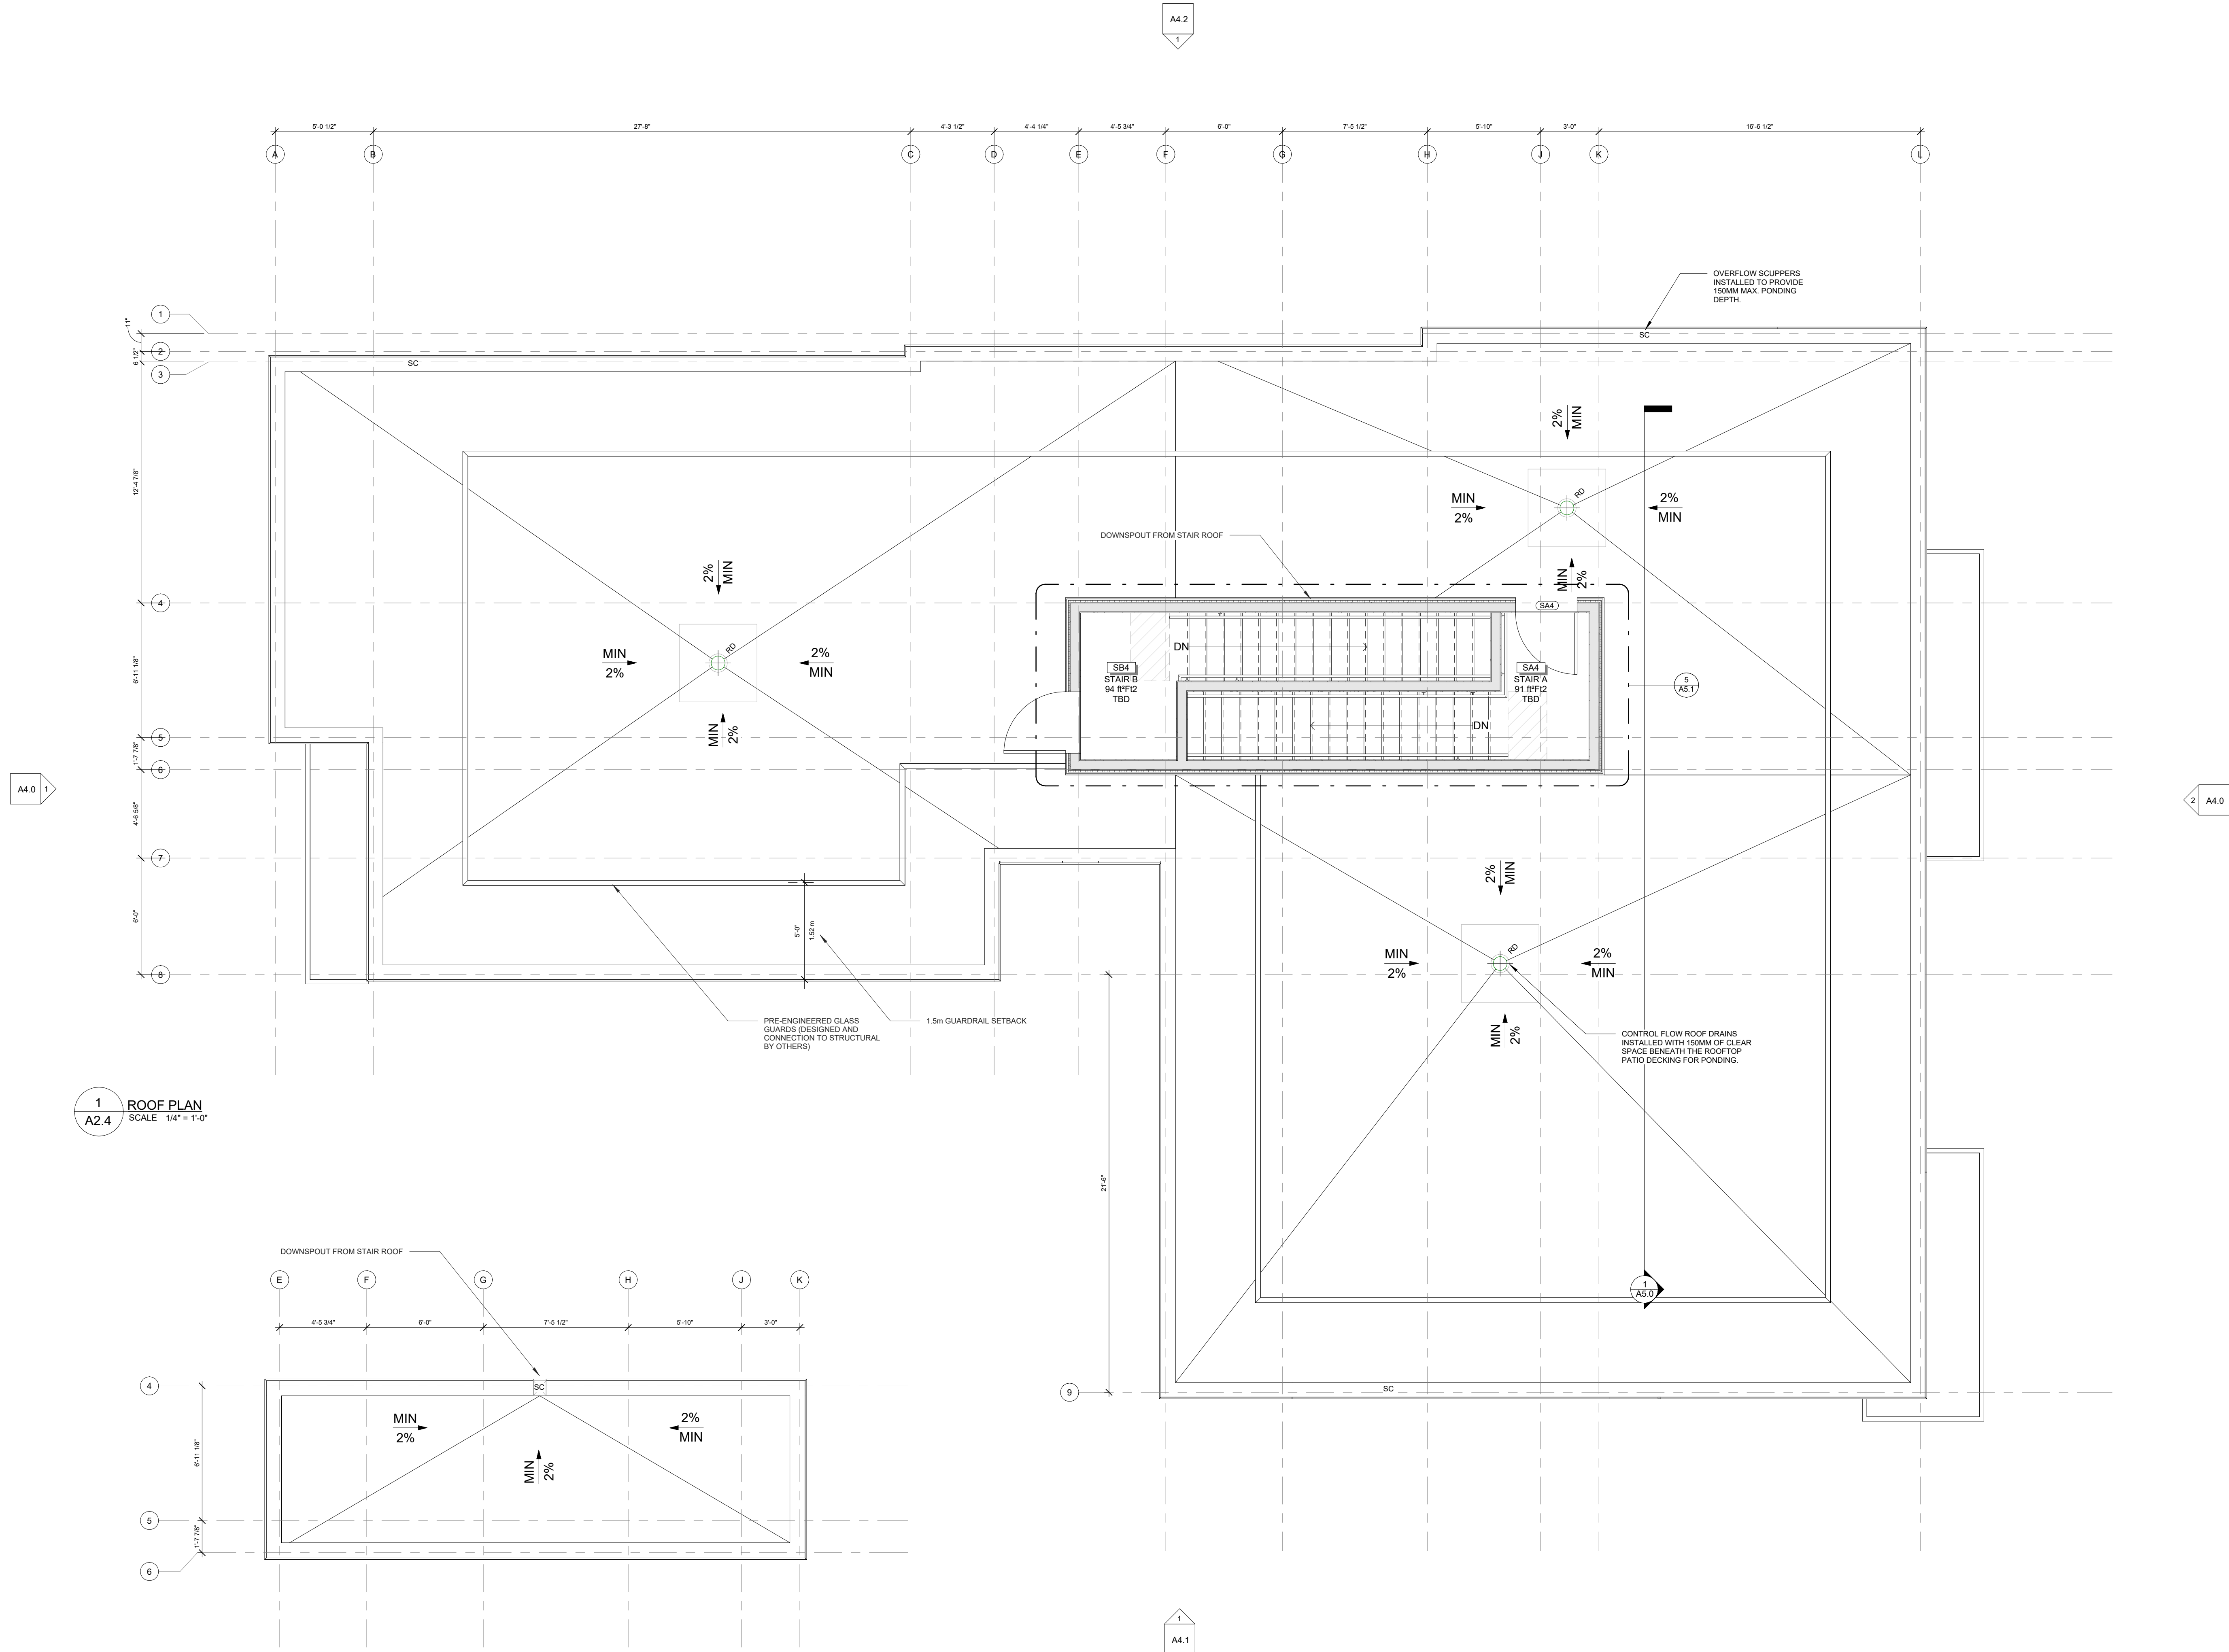 A4.2
1
5'-0 1/2"
27'-8"
4'-3 1/2"
4'-4 1/4"
4'-5 3/4"
6'-0"
7'-5 1/2"
5'-10"
3'-0"
16'-6 1/2"
A
B
C
D
E
F
G
H
J
K
L
OVERFLOW SCUPPERS
INSTALLED TO PROVIDE
150MM MAX. PONDING
DEPTH.
1
2
3
4
5
6
7
8
11"
6 1/2"
12'-4 7/8"
6'-11 1/8"
1'-7 7/8"
4'-6 5/8"
6'-0"
SC
SC
2%
MIN
MIN
2%
RD
2%
MIN
MIN
2%
DOWNSPOUT FROM STAIR ROOF
2%
MIN
MIN
2%
RD
2%
MIN
MIN
2%
SA4
DN
SB4
STAIR B
94 ft²Ft2
TBD
SA4
STAIR A
91 ft²Ft2
TBD
DN
5
A5.1
A4.0
1
2
A4.0
5'-0"
1.52 m
2%
MIN
MIN
2%
RD
2%
MIN
MIN
2%
PRE-ENGINEERED GLASS
GUARDS (DESIGNED AND
CONNECTION TO STRUCTURAL
BY OTHERS)
1.5m GUARDRAIL SETBACK
CONTROL FLOW ROOF DRAINS
INSTALLED WITH 150MM OF CLEAR
SPACE BENEATH THE ROOFTOP
PATIO DECKING FOR PONDING.
1
A2.4
ROOF PLAN
SCALE 1/4" = 1'-0"
21'-6"
1
A5.0
9
SC
DOWNSPOUT FROM STAIR ROOF
E
F
G
H
J
K
4'-5 3/4"
6'-0"
7'-5 1/2"
5'-10"
3'-0"
4
5
6
6'-11 1/8"
1'-7 7/8"
SC
MIN
2%
2%
MIN
MIN
2%
1
A4.1